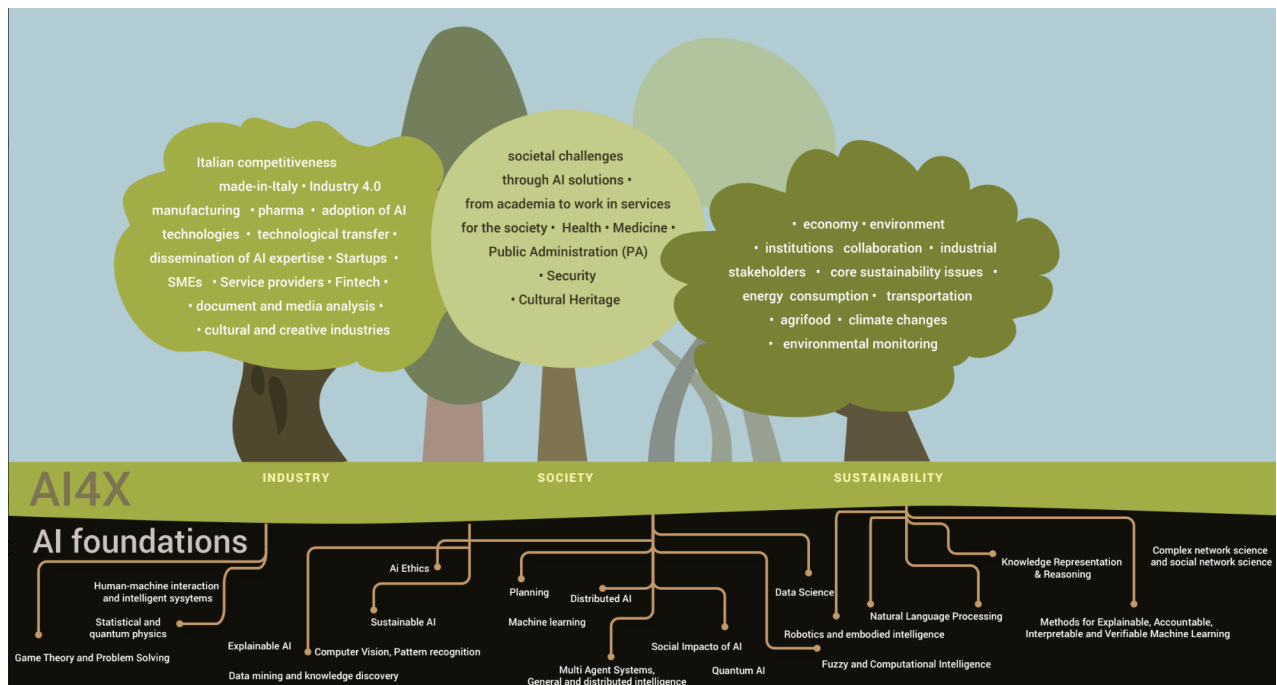 Italian competitiveness
made-in-Italy • Industry 4.0
manufacturing • pharma • adoption of AI
technologies • technological transfer •
dissemination of AI expertise • Startups •
SMEs • Service providers • Fintech •
• document and media analysis •
• cultural and creative industries
societal challenges
through AI solutions •
from academia to work in services
for the society • Health • Medicine •
Public Administration (PA)
• Security
• Cultural Heritage
• economy • environment
• institutions collaboration • industrial
stakeholders • core sustainability issues •
energy consumption • transportation
• agrifood • climate changes
• environmental monitoring
AI4X
INDUSTRY
SOCIETY
SUSTAINABILITY
AI foundations
Human-machine interaction
and intelligent sysytems
Statistical and
quantum physics
Game Theory and Problem Solving
Ai Ethics
Sustainable AI
Explainable AI
Computer Vision, Pattern recognition
Data mining and knowledge discovery
Planning
Distributed AI
Machine learning
Multi Agent Systems,
General and distributed intelligence
Social Impacto of AI
Quantum AI
Data Science
Robotics and embodied intelligence
Fuzzy and Computational Intelligence
Natural Language Processing
Knowledge Representation
& Reasoning
Complex network science
and social network science
Methods for Explainable, Accountable,
Interpretable and Verifiable Machine Learning